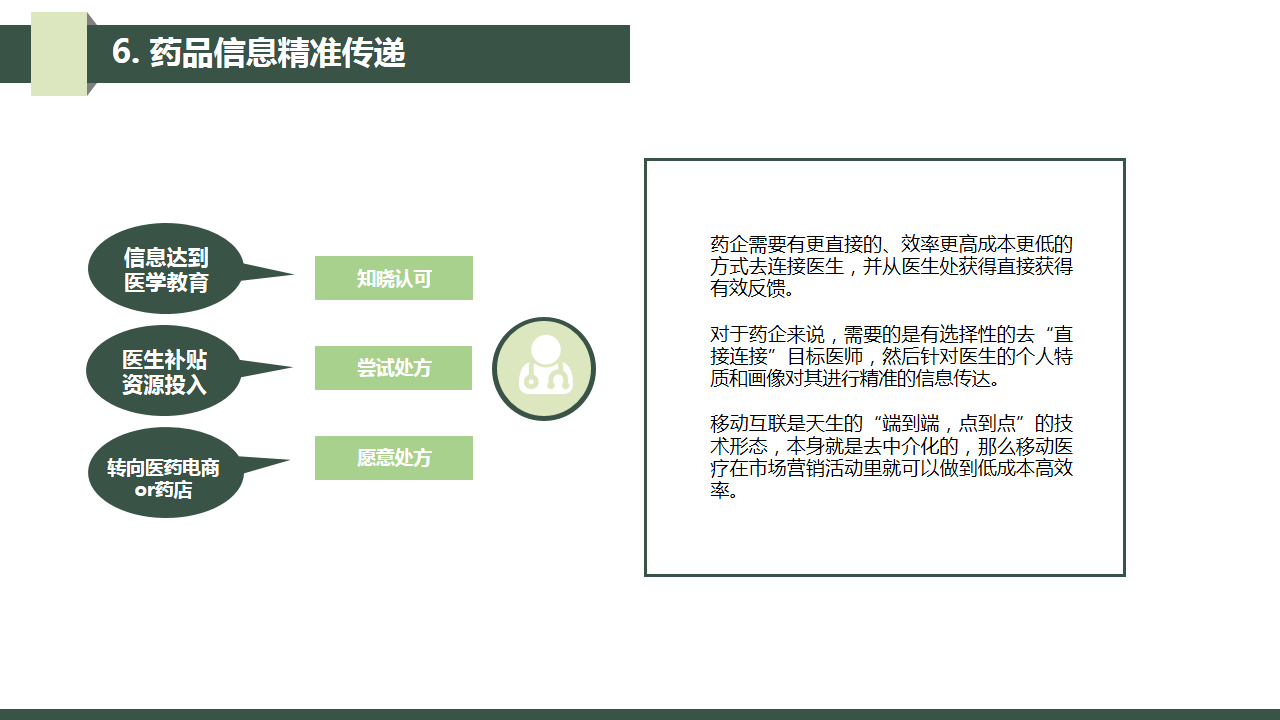 6. 药品信息精准传递
信息达到
医学教育
知晓认可
医生补贴
资源投入
尝试处方
转向医药电商
or药店
愿意处方
药企需要有更直接的、效率更高成本更低的
方式去连接医生，并从医生处获得直接获得
有效反馈。
对于药企来说，需要的是有选择性的去“直
接连接”目标医师，然后针对医生的个人特
质和画像对其进行精准的信息传达。
移动互联是天生的“端到端，点到点”的技
术形态，本身就是去中介化的，那么移动医
疗在市场营销活动里就可以做到低成本高效
率。